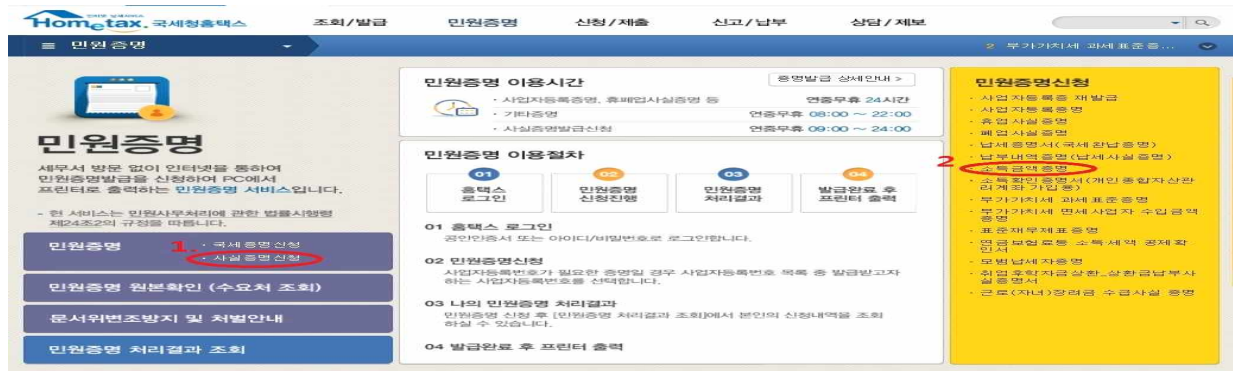 민원/납세서비스
Hometax. 국세청홈택스
조회/발급
민원증명
신청/제출
신고/납부
상담/제보
민원증명
2 부가가치세 과세표준증...
민원증명
세무서 방문 없이 인터넷을 통하여
민원증명발급을 신청하여 PC에서
프린터로 출력하는 민원증명 서비스입니다.
- 현 서비스는 민원사무처리에 관한 법률시행령
제24조2의 규정을 따릅니다.
민원증명
1.
· 국세증명신청
· 사실증명신청
민원증명 원본확인 (수요처 조회)
문서위변조방지 및 처벌안내
민원증명 처리결과 조회
민원증명 이용시간
증명발급 상세안내 >
· 사업자등록증명, 휴폐업사실증명 등 연중무휴 24시간
· 기타증명 연중무휴 08:00 ~ 22:00
· 사실증명발급신청 연중무휴 09:00 ~ 24:00
민원증명 이용절차
01
홈택스
로그인
02
민원증명
신청진행
03
민원증명
처리결과
04
발급완료 후
프린터 출력
01 홈택스 로그인
공인인증서 또는 아이디/비밀번호로 로그인합니다.
02 민원증명신청
사업자등록번호가 필요한 증명일 경우 사업자등록번호 목록 중 발급받고자
하는 사업자등록번호를 선택합니다.
03 나의 민원증명 처리결과
민원증명 신청 후 [민원증명 처리결과 조회]에서 본인의 신청내역을 조회
하실 수 있습니다.
04 발급완료 후 프린터 출력
민원증명신청
· 사업자등록증 재발급
· 사업자등록증명
· 휴업사실증명
· 폐업사실증명
· 납세증명서(국세완납증명)
· 납부내역증명(납세사실증명)
2
· 소득금액증명
· 소득확인증명서(개인종합자산관
리계좌 가입용)
· 부가가치세 과세표준증명
· 부가가치세 면세사업자 수입금액
증명
· 표준재무제표증명
· 연금보험료등 소득세액 공제확
인서
· 모범납세자증명
· 취업후학자금상환_상환금납부사
실증명서
· 근로(자녀)장려금 수급사실 증명